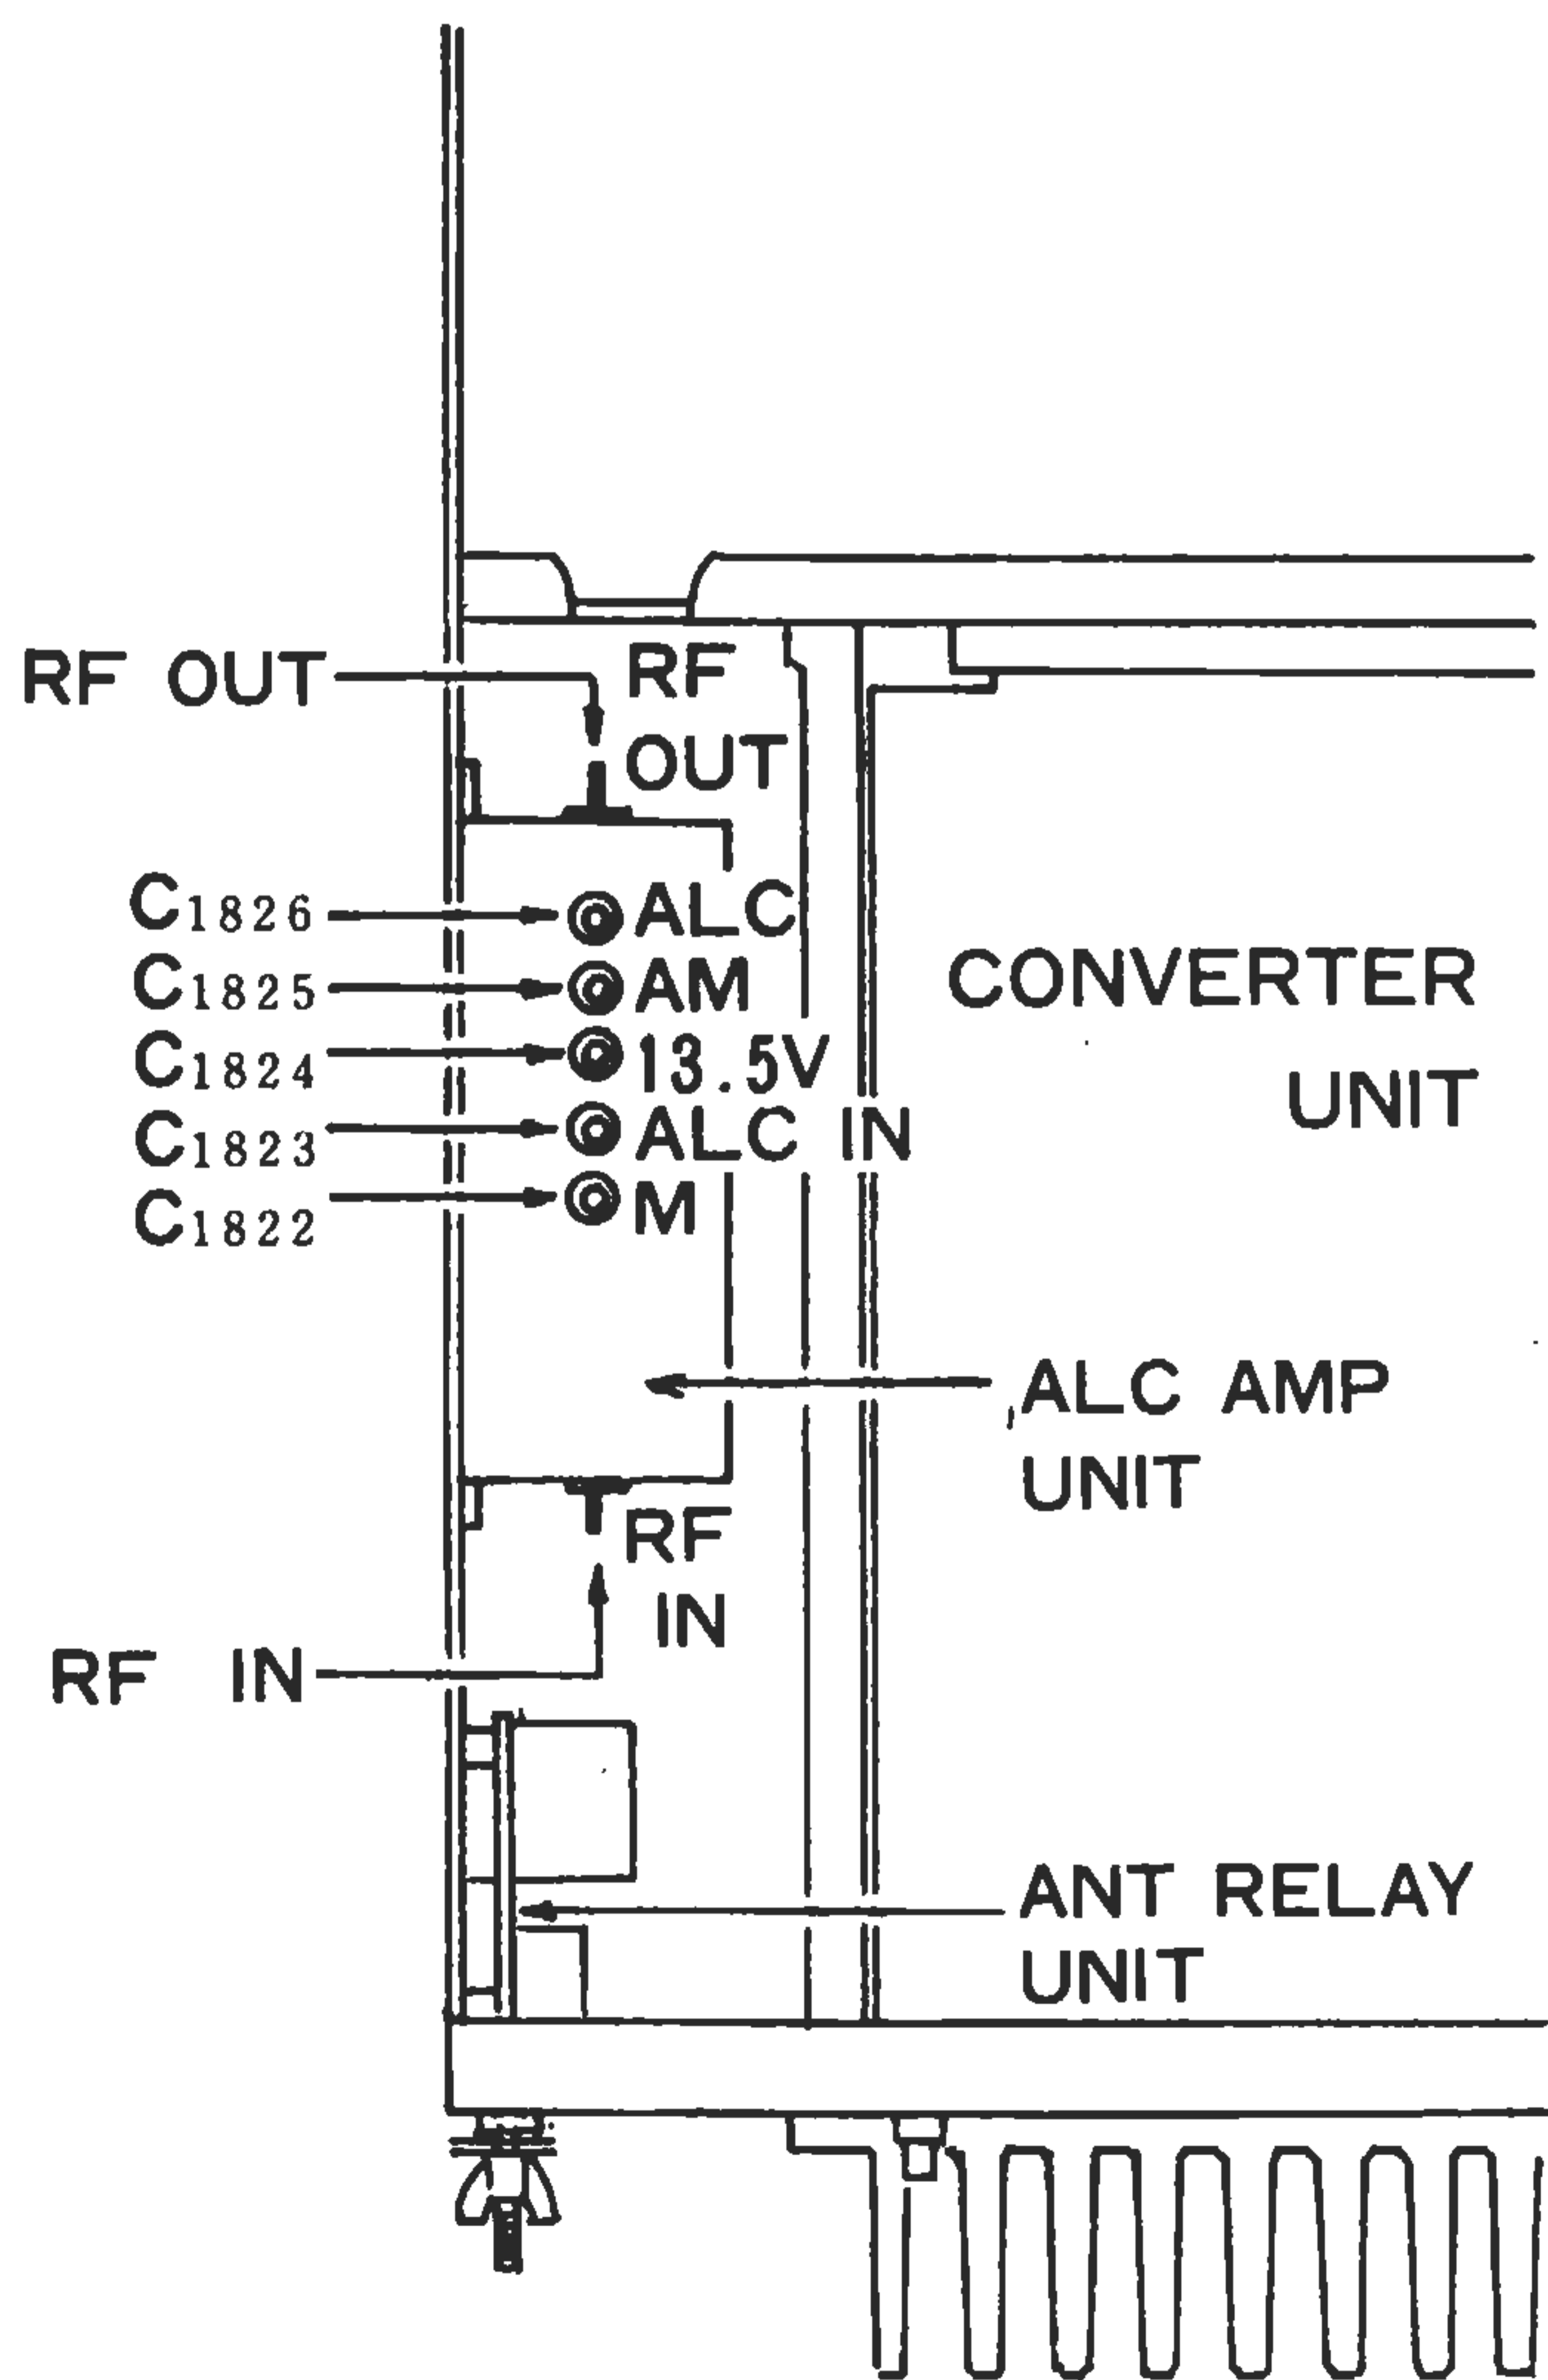 RF OUT
RF
OUT
C1826
ALC
C1825
AM
C1824
13.5V
C1823
ALC IN
C1822
M
CONVERTER
UNIT
ALC AMP
UNIT
RF
IN
RF IN
ANT RELAY
UNIT